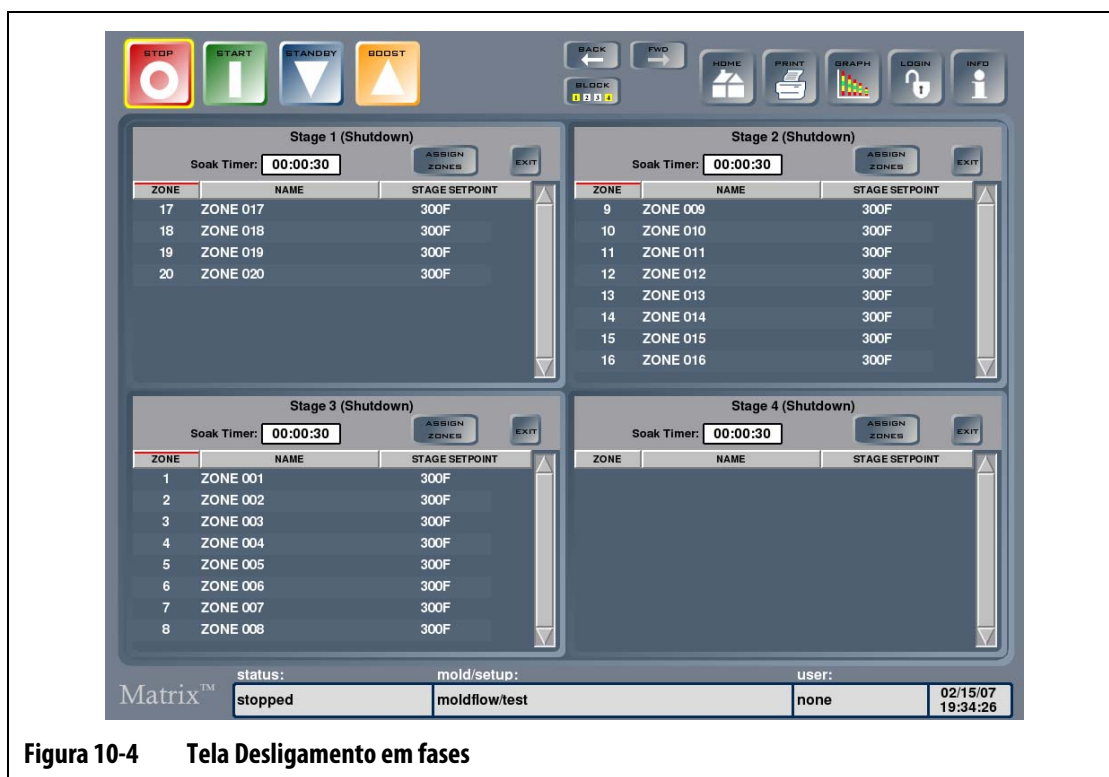 STOP START STANDBY BOOST BACK FWD HOME PRINT GRAPH LOGIN INFO
BLOCK
1 2 3 4
Stage 1 (Shutdown)
Soak Timer: 00:00:30 ASSIGN ZONES EXIT
ZONE NAME STAGE SETPOINT
17 ZONE 017 300F
18 ZONE 018 300F
19 ZONE 019 300F
20 ZONE 020 300F
Stage 2 (Shutdown)
Soak Timer: 00:00:30 ASSIGN ZONES EXIT
ZONE NAME STAGE SETPOINT
9 ZONE 009 300F
10 ZONE 010 300F
11 ZONE 011 300F
12 ZONE 012 300F
13 ZONE 013 300F
14 ZONE 014 300F
15 ZONE 015 300F
16 ZONE 016 300F
Stage 3 (Shutdown)
Soak Timer: 00:00:30 ASSIGN ZONES EXIT
ZONE NAME STAGE SETPOINT
1 ZONE 001 300F
2 ZONE 002 300F
3 ZONE 003 300F
4 ZONE 004 300F
5 ZONE 005 300F
6 ZONE 006 300F
7 ZONE 007 300F
8 ZONE 008 300F
Stage 4 (Shutdown)
Soak Timer: 00:00:30 ASSIGN ZONES EXIT
ZONE NAME STAGE SETPOINT
status: mold/setup: user:
Matrix™ stopped moldflow/test none 02/15/07
19:34:26
Figura 10-4 Tela Desligamento em fases